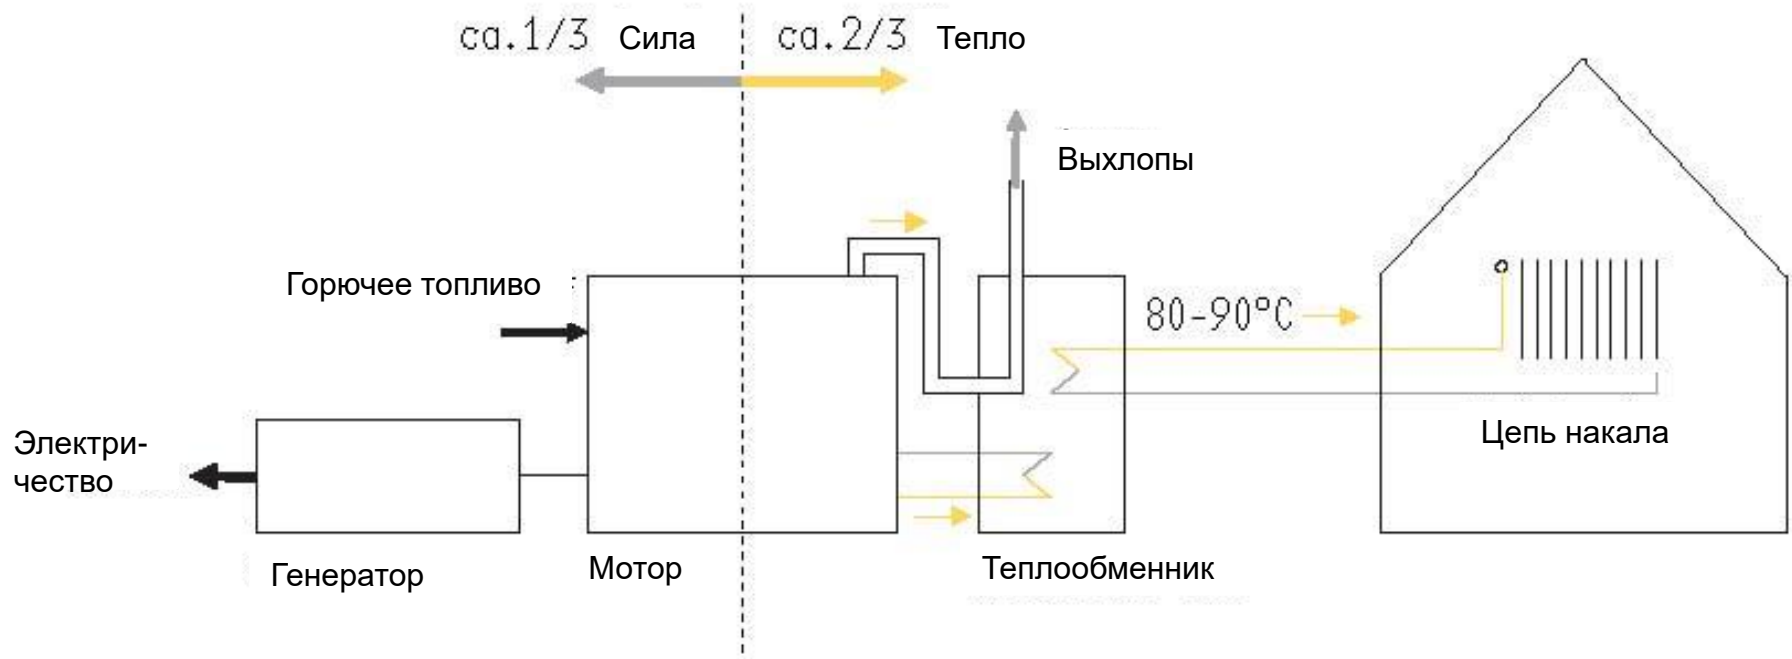 ca.1/3 Сила ca.2/3 Тепло
Выхлопы
Горючее топливо
80-90°C
Электри-
чество
Цепь накала
Генератор
Мотор
Теплообменник